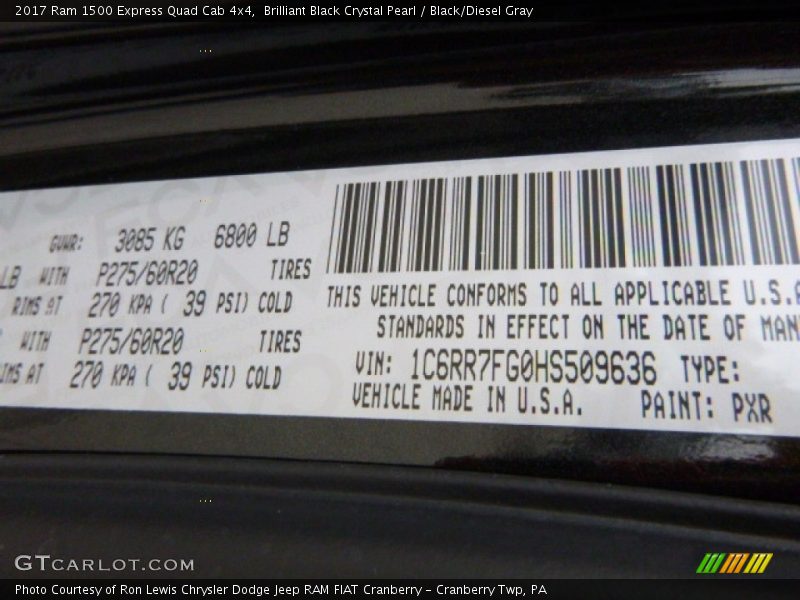 2017 Ram 1500 Express Quad Cab 4x4,  Brilliant Black Crystal Pearl / Black/Diesel Gray
GVWR: 3085 KG 6800 LB
LB WITH P275/60R20 TIRES
RIMS AT 270 KPA ( 39 PSI) COLD
WITH P275/60R20 TIRES
IMS AT 270 KPA ( 39 PSI) COLD
THIS VEHICLE CONFORMS TO ALL APPLICABLE U.S.A
STANDARDS IN EFFECT ON THE DATE OF MAN
VIN: 1C6RR7FG0HS509636 TYPE:
VEHICLE MADE IN U.S.A. PAINT: PXR
GTCARLOT.COM
Photo Courtesy of Ron Lewis Chrysler Dodge Jeep RAM FIAT Cranberry – Cranberry Twp, PA